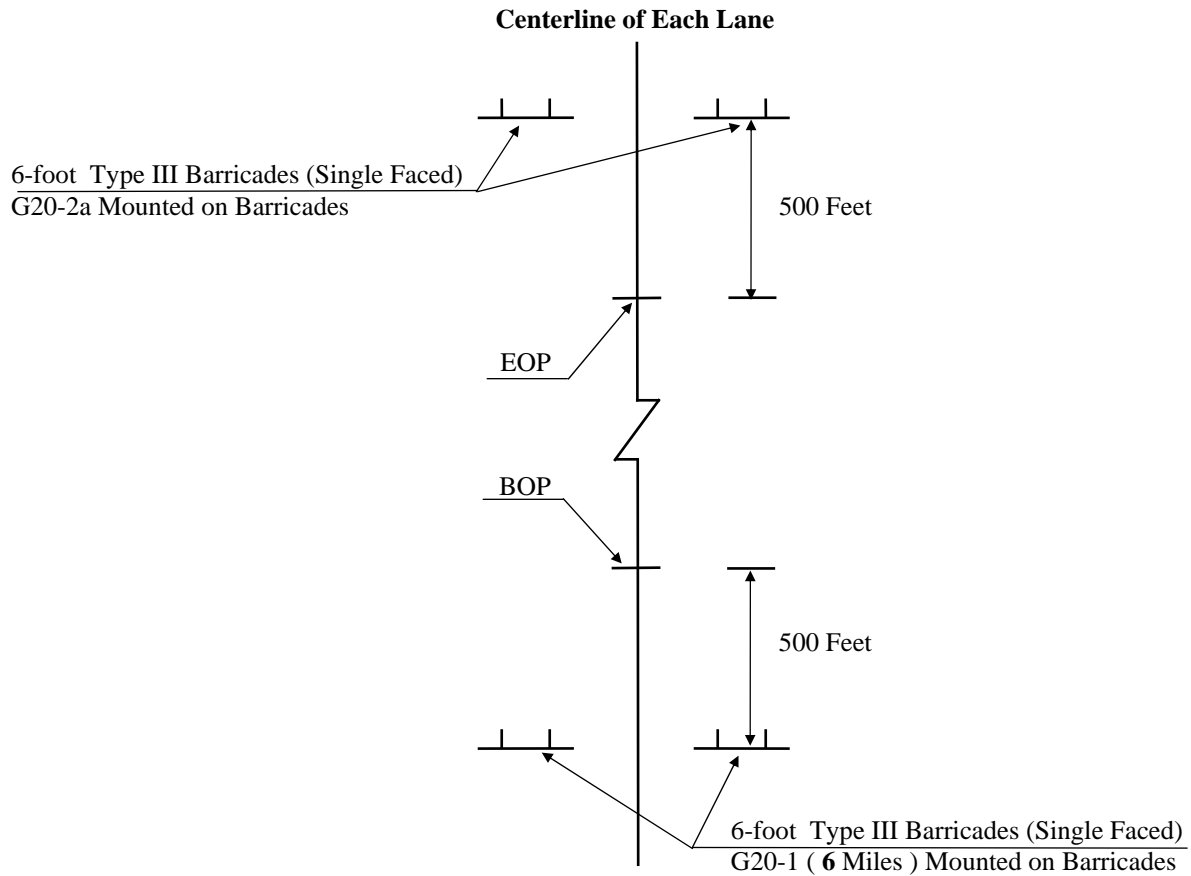 Centerline of Each Lane
6-foot Type III Barricades (Single Faced)
G20-2a Mounted on Barricades
500 Feet
EOP
BOP
500 Feet
6-foot Type III Barricades (Single Faced)
G20-1 ( 6 Miles ) Mounted on Barricades